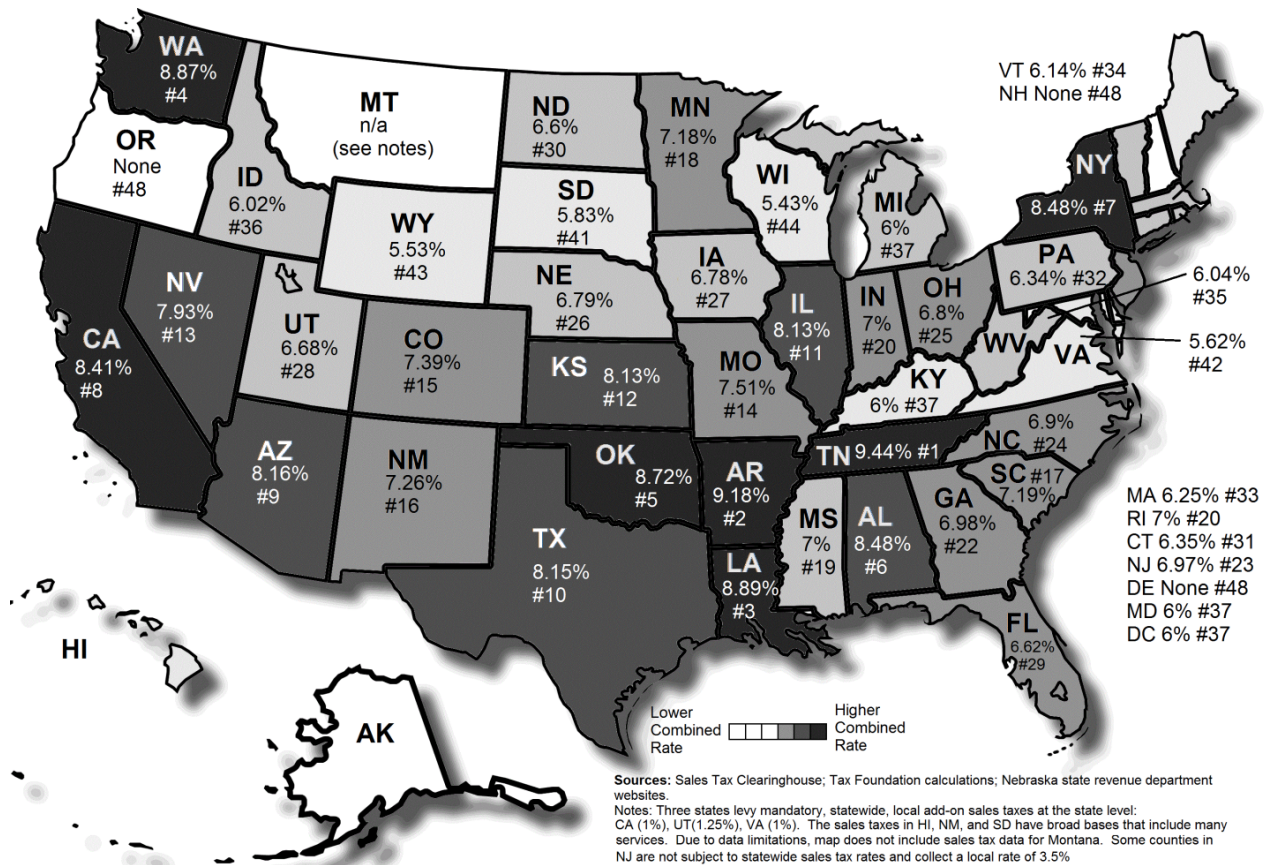 WA
8.87%
#4
OR
None
#48
MT
n/a
(see notes)
ID
6.02%
#36
WY
5.53%
#43
ND
6.6%
#30
SD
5.83%
#41
NE
6.79%
#26
MN
7.18%
#18
WI
5.43%
#44
MI
6%
#37
IA
6.78%
#27
CA
8.41%
#8
NV
7.93%
#13
UT
6.68%
#28
CO
7.39%
#15
KS
8.13%
#12
MO
7.51%
#14
IL
8.13%
#11
IN
7%
#20
OH
6.8%
#25
PA
6.34% #32
NY
8.48% #7
VT 6.14% #34
NH None #48
6.04%
#35
5.62%
#42
WV
VA
KY
6% #37
AZ
8.16%
#9
NM
7.26%
#16
OK
8.72%
#5
AR
9.18%
#2
TN 9.44% #1
NC 6.9%
#24
SC #17
7.19%
TX
8.15%
#10
LA
8.89%
#3
MS
7%
#19
AL
8.48%
#6
GA
6.98%
#22
FL
6.62%
#29
MA 6.25% #33
RI 7% #20
CT 6.35% #31
NJ 6.97% #23
DE None #48
MD 6% #37
DC 6% #37
HI
AK
Lower
Combined
Rate
Higher
Combined
Rate
Sources: Sales Tax Clearinghouse; Tax Foundation calculations; Nebraska state revenue department
websites.
Notes: Three states levy mandatory, statewide, local add-on sales taxes at the state level:
CA (1%), UT(1.25%), VA (1%). The sales taxes in HI, NM, and SD have broad bases that include many
services. Due to data limitations, map does not include sales tax data for Montana. Some counties in
NJ are not subject to statewide sales tax rates and collect a local rate of 3.5%